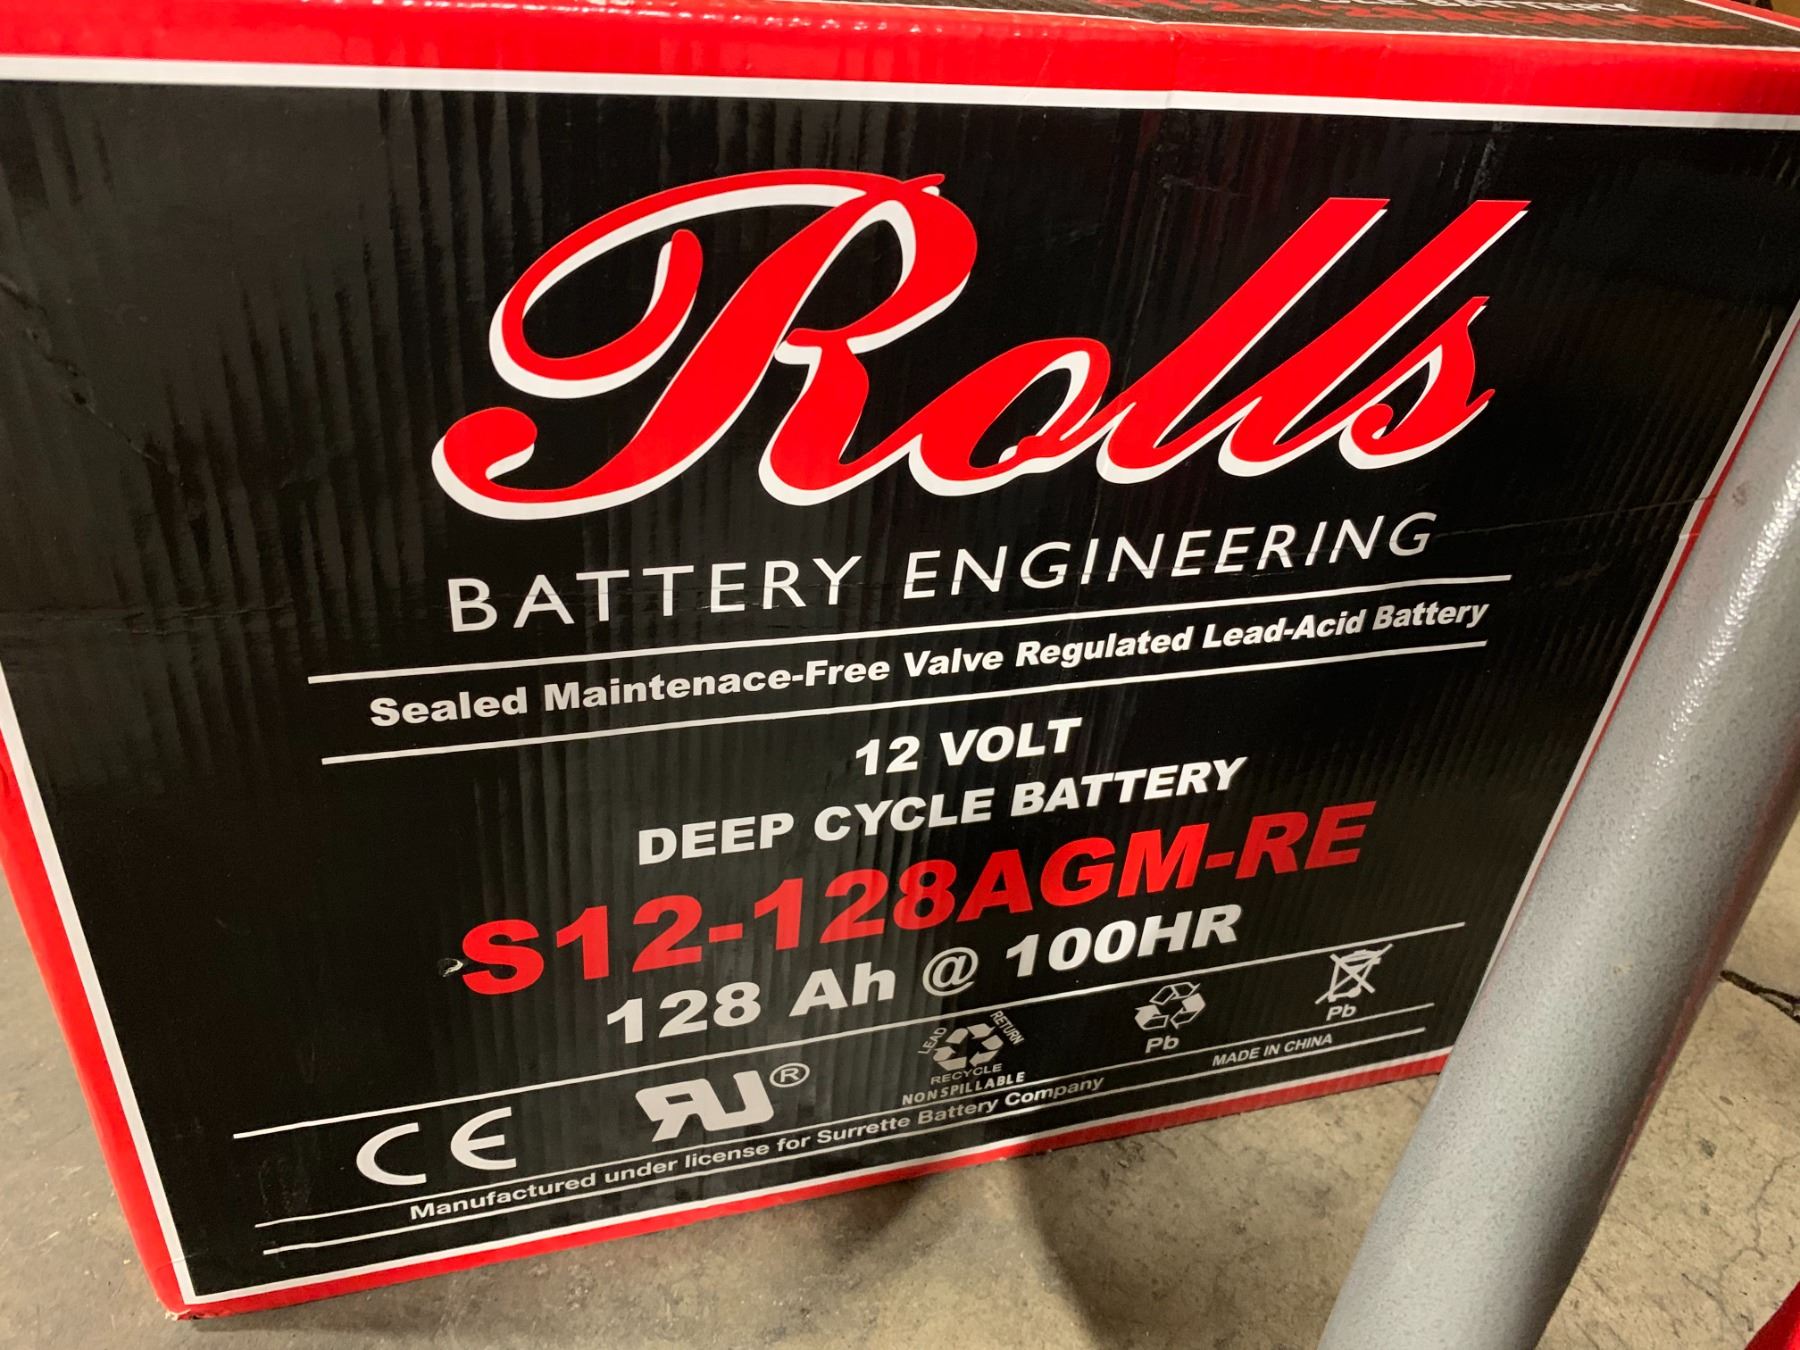 Rolls
BATTERY ENGINEERING
Sealed Maintenace-Free Valve Regulated Lead-Acid Battery
12 VOLT
DEEP CYCLE BATTERY
S12-128AGM-RE
128 Ah @ 100HR
CE RU®
LEAD RETURN
RECYCLE
NONSPILLABLE
Pb
Pb
Manufactured under license for Surrette Battery Company
MADE IN CHINA